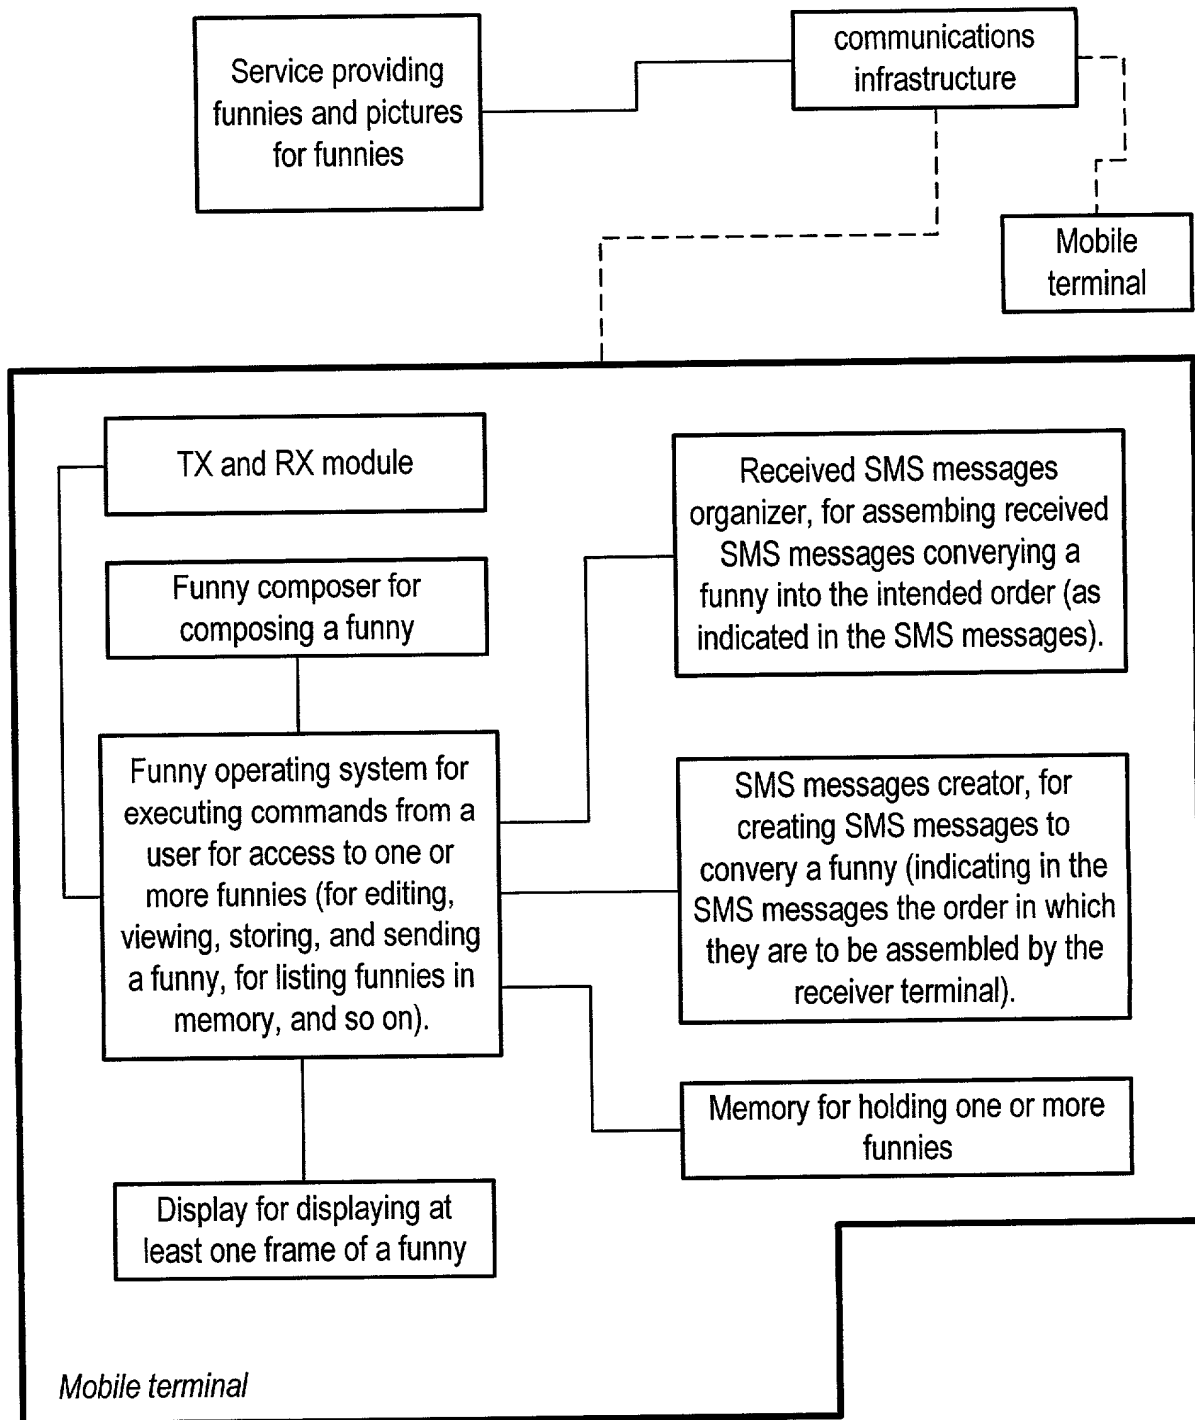 Service providing
funnies and pictures
for funnies
communications
infrastructure
Mobile
terminal
TX and RX module
Funny composer for
composing a funny
Funny operating system for
executing commands from a
user for access to one or
more funnies (for editing,
viewing, storing, and sending
a funny, for listing funnies in
memory, and so on).
Display for displaying at
least one frame of a funny
Received SMS messages
organizer, for assembing received
SMS messages converying a
funny into the intended order (as
indicated in the SMS messages).
SMS messages creator, for
creating SMS messages to
convery a funny (indicating in the
SMS messages the order in which
they are to be assembled by the
receiver terminal).
Memory for holding one or more
funnies
Mobile terminal